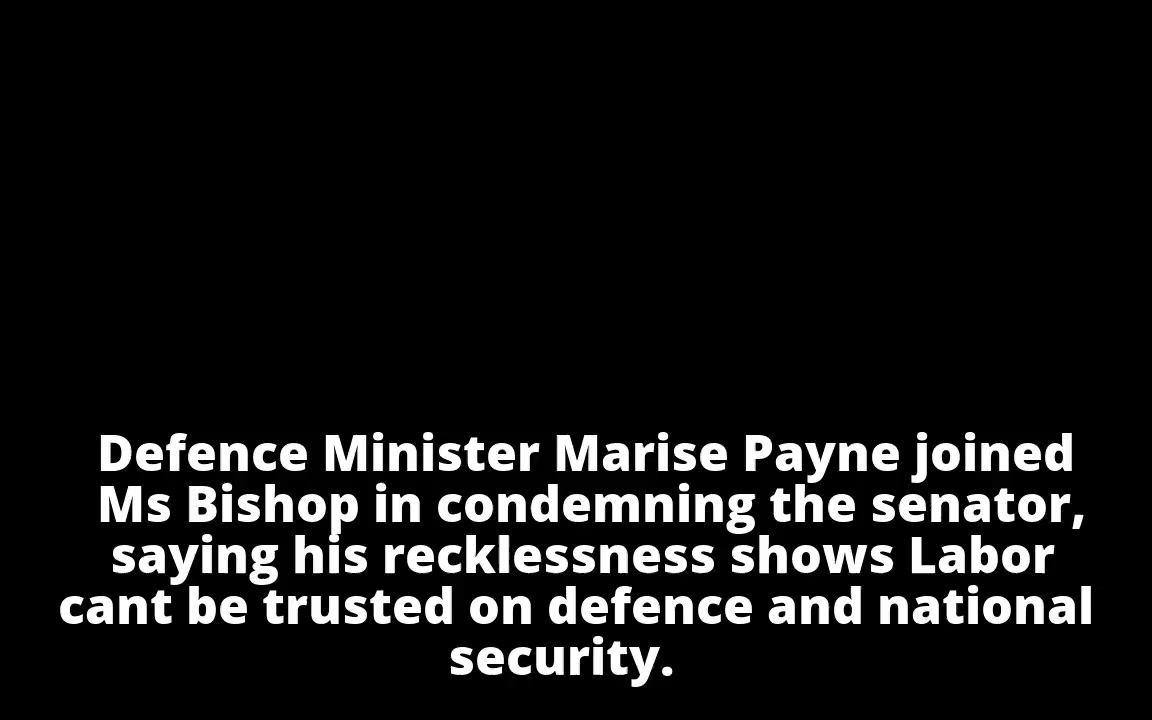 Defence Minister Marise Payne joined
Ms Bishop in condemning the senator,
saying his recklessness shows Labor
cant be trusted on defence and national
security.